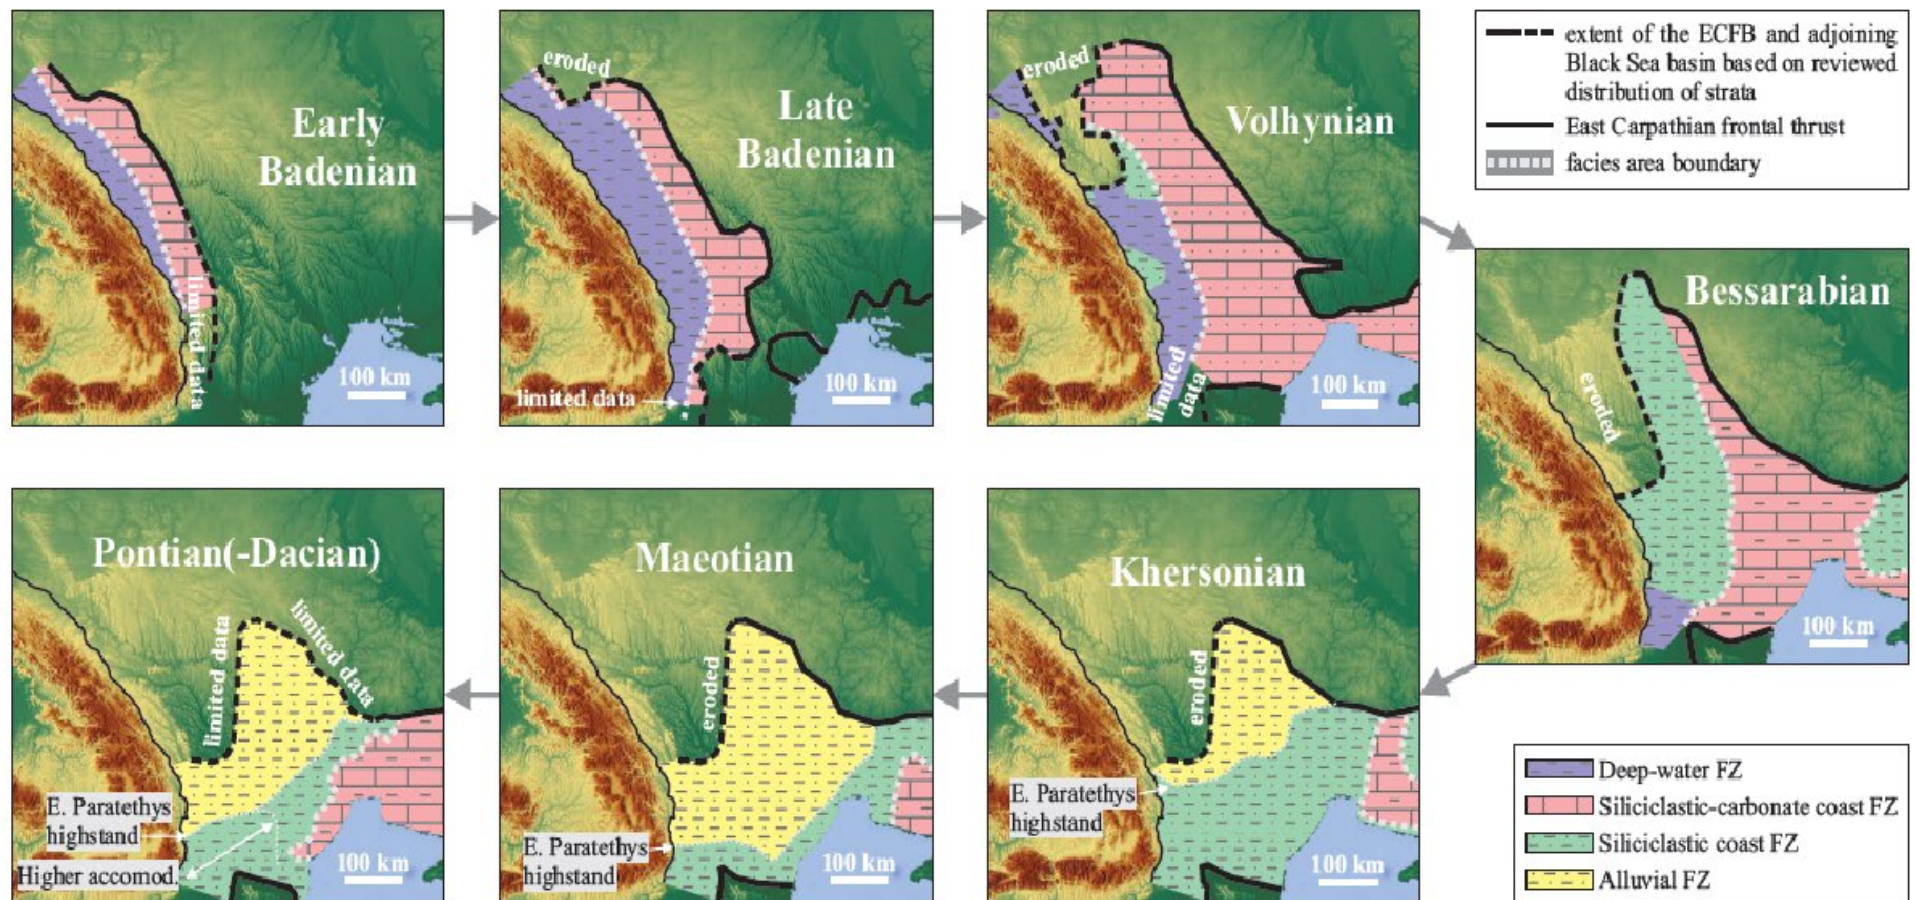 Early
Badenian
limited data
100 km
eroded
Late
Badenian
limited data
100 km
eroded
Volhynian
limited
data
100 km
extent of the ECFB and adjoining
Black Sea basin based on reviewed
distribution of strata
East Carpathian frontal thrust
facies area boundary
Bessarabian
eroded
100 km
Pontian(-Dacian)
limited data
limited data
E. Paratethys
highstand
Higher accomod.
100 km
Maeotian
eroded
E. Paratethys
highstand
100 km
Khersonian
eroded
E. Paratethys
highstand
100 km
Deep-water FZ
Siliciclastic-carbonate coast FZ
Siliciclastic coast FZ
Alluvial FZ